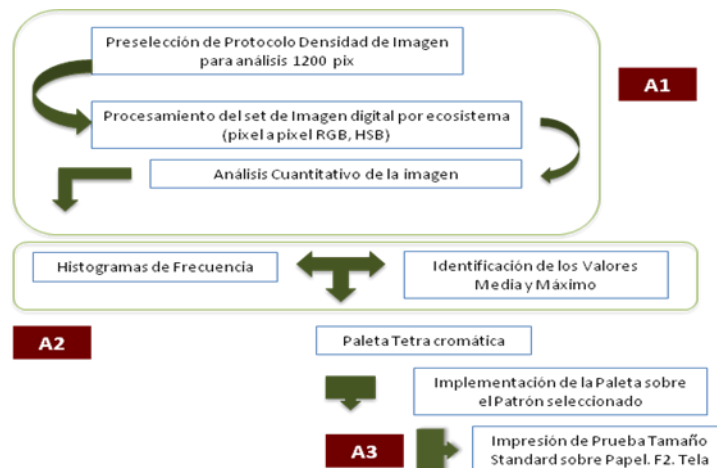 Preselección de Protocolo Densidad de Imagen
para análisis 1200 pix
A1
Procesamiento del set de Imagen digital por ecosistema
(pixel a pixel RGB, HSB)
Análisis Cuantitativo de la imagen
Histogramas de Frecuencia
Identificación de los Valores
Media y Máximo
A2
Paleta Tetra cromática
Implementación de la Paleta sobre
el Patrón seleccionado
A3
Impresión de Prueba Tamaño
Standard sobre Papel. F2. Tela